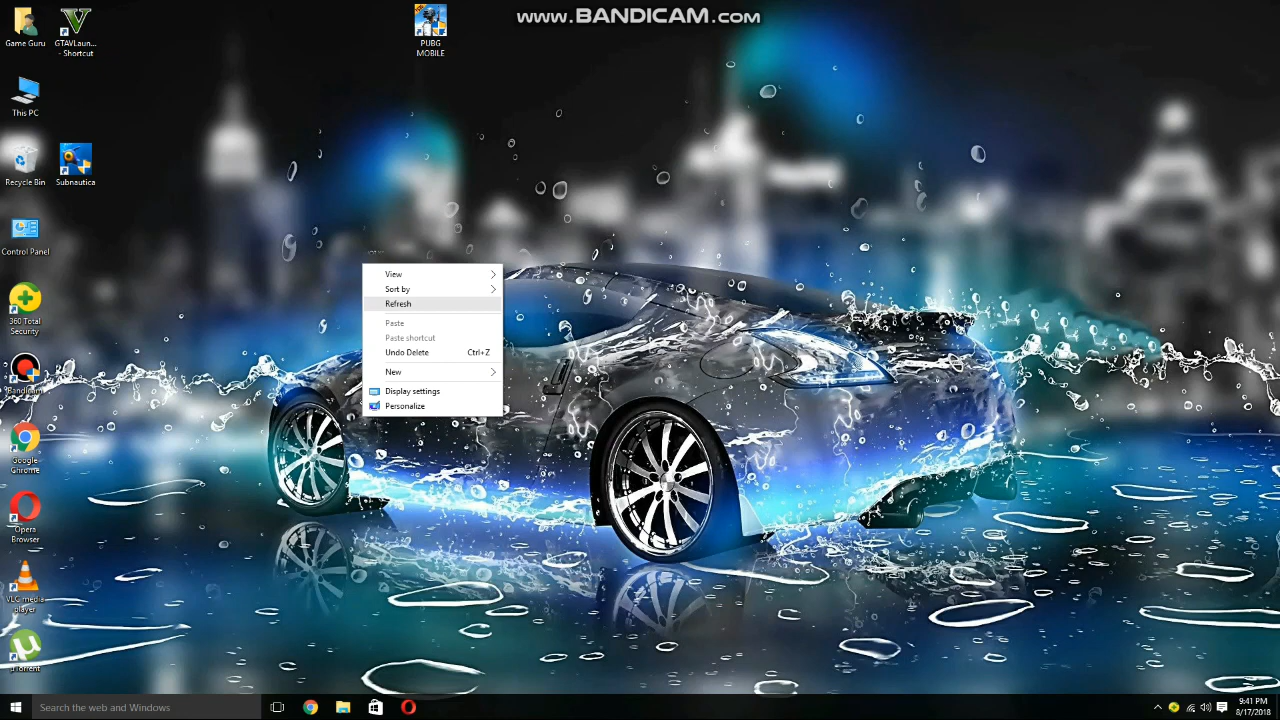 www.BANDICAM.com
Game Guru
GTAVLaun...
- Shortcut
PUBG
MOBILE
This PC
Recycle Bin
Subnautica
Control Panel
360 Total
Security
Bandicam
Google
Chrome
Opera
Browser
VLC media
player
uTorrent
View
Sort by
Refresh
Paste
Paste shortcut
Undo Delete Ctrl+Z
New
Display settings
Personalize
Search the web and Windows
9:41 PM
8/17/2018